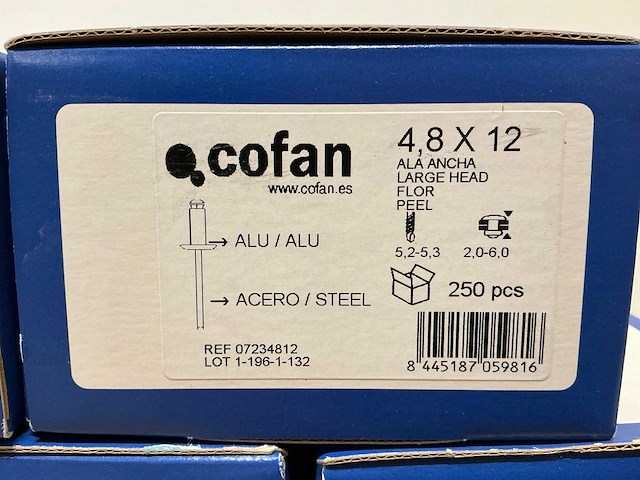 cofan
www.cofan.es
4,8 X 12
ALA ANCHA
LARGE HEAD
FLOR
PEEL
5,2-5,3 2,0-6,0
→ ALU / ALU
→ ACERO / STEEL
250 pcs
REF 07234812
LOT 1-196-1-132
8 445187 059816